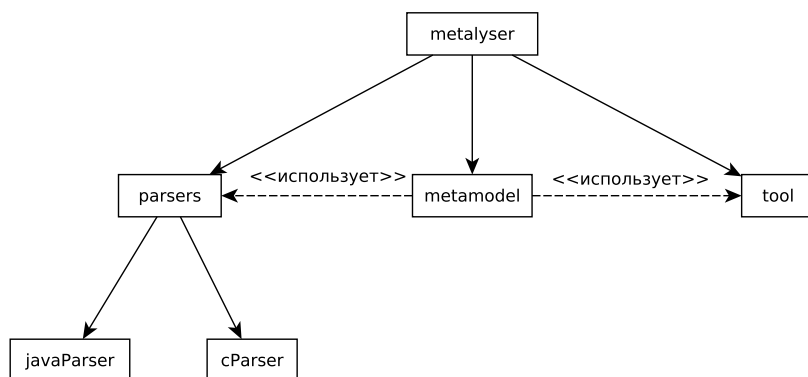 metalyser
<<использует>>
<<использует>>
parsers
metamodel
tool
javaParser
cParser